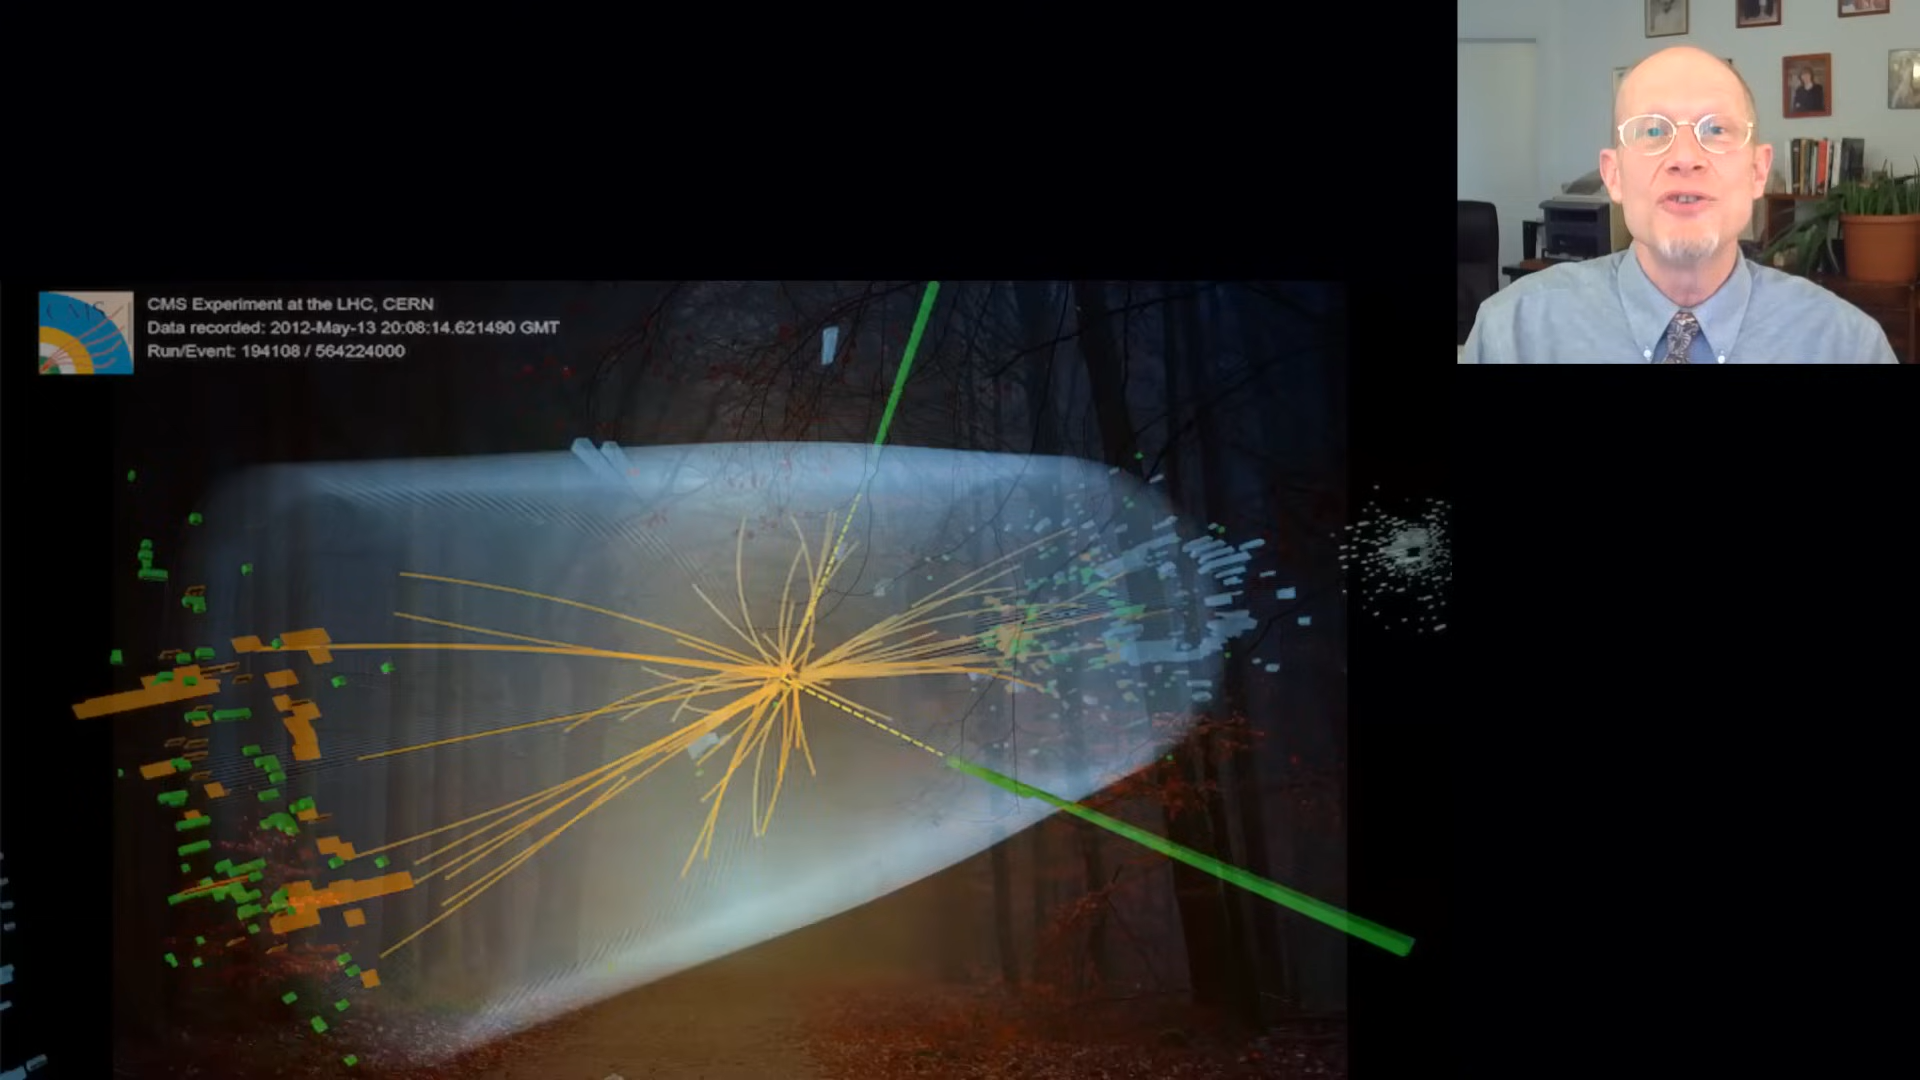 CMS
CMS Experiment at the LHC, CERN
Data recorded: 2012-May-13 20:08:14.621490 GMT
Run/Event: 194108 / 564224000